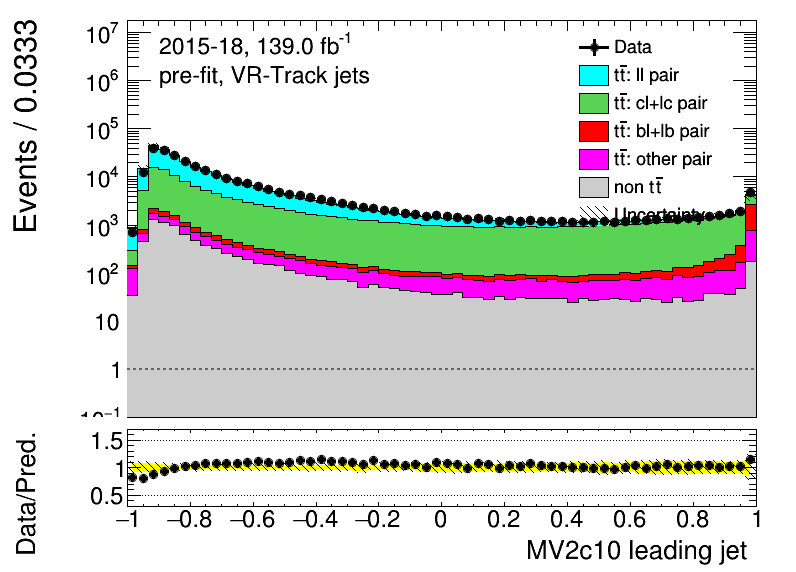 Events / 0.0333
10⁷
10⁶
10⁵
10⁴
10³
10²
10
1
10⁻¹
2015-18, 139.0 fb⁻¹
pre-fit, VR-Track jets
Data
tt̄: ll pair
tt̄: cl+lc pair
tt̄: bl+lb pair
tt̄: other pair
non tt̄
Uncertainty
Data/Pred.
1.5
1
0.5
−1 −0.8 −0.6 −0.4 −0.2 0 0.2 0.4 0.6 0.8 1
MV2c10 leading jet